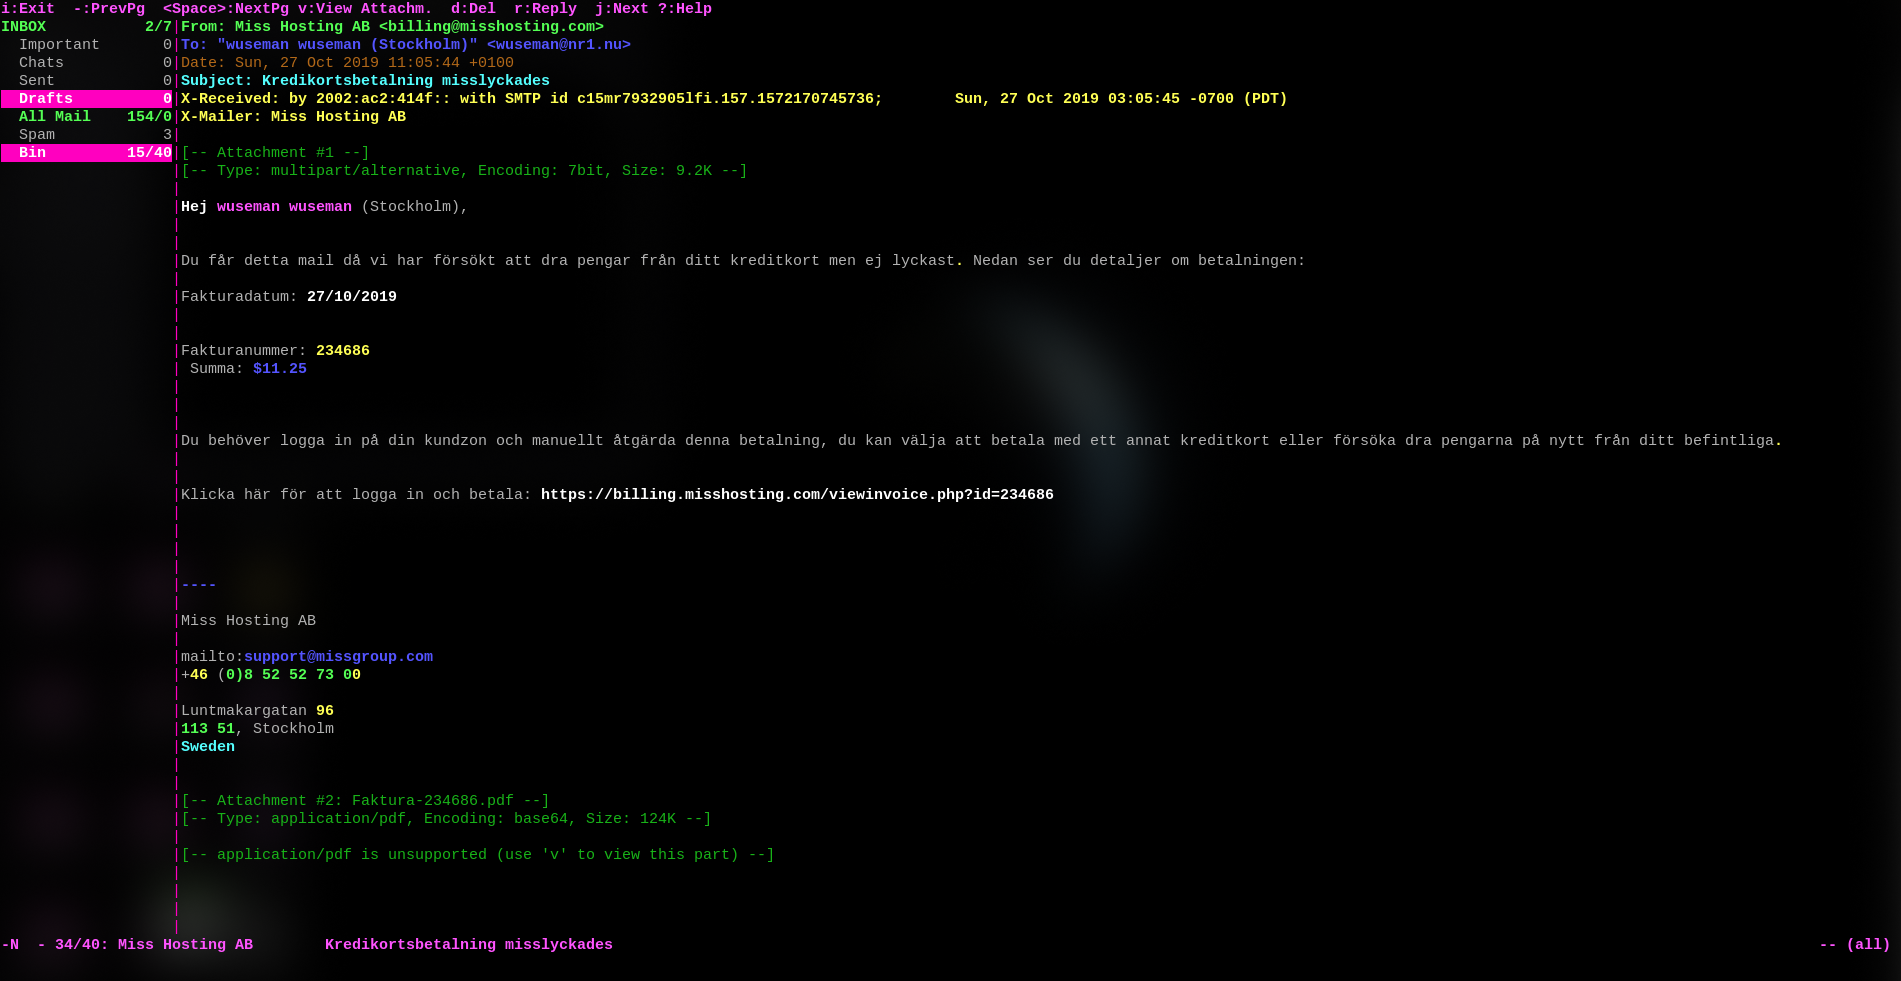 i:Exit  -:PrevPg  <Space>:NextPg v:View Attachm.  d:Del  r:Reply  j:Next ?:Help
INBOX           2/7|From: Miss Hosting AB <billing@misshosting.com>
  Important       0|To: "wuseman wuseman (Stockholm)" <wuseman@nr1.nu>
  Chats           0|Date: Sun, 27 Oct 2019 11:05:44 +0100
  Sent            0|Subject: Kredikortsbetalning misslyckades
  Drafts          0|X-Received: by 2002:ac2:414f:: with SMTP id c15mr7932905lfi.157.1572170745736;        Sun, 27 Oct 2019 03:05:45 -0700 (PDT)
  All Mail    154/0|X-Mailer: Miss Hosting AB
  Spam            3|
  Bin         15/40|[-- Attachment #1 --]
[-- Type: multipart/alternative, Encoding: 7bit, Size: 9.2K --]
Hej wuseman wuseman (Stockholm),
Du får detta mail då vi har försökt att dra pengar från ditt kreditkort men ej lyckast. Nedan ser du detaljer om betalningen:
Fakturadatum: 27/10/2019
Fakturanummer: 234686
 Summa: $11.25
Du behöver logga in på din kundzon och manuellt åtgärda denna betalning, du kan välja att betala med ett annat kreditkort eller försöka dra pengarna på nytt från ditt befintliga.
Klicka här för att logga in och betala: https://billing.misshosting.com/viewinvoice.php?id=234686
----
Miss Hosting AB
mailto:support@missgroup.com
+46 (0)8 52 52 73 00
Luntmakargatan 96
113 51, Stockholm
Sweden
[-- Attachment #2: Faktura-234686.pdf --]
[-- Type: application/pdf, Encoding: base64, Size: 124K --]
[-- application/pdf is unsupported (use 'v' to view this part) --]
-N  - 34/40: Miss Hosting AB        Kredikortsbetalning misslyckades        -- (all)